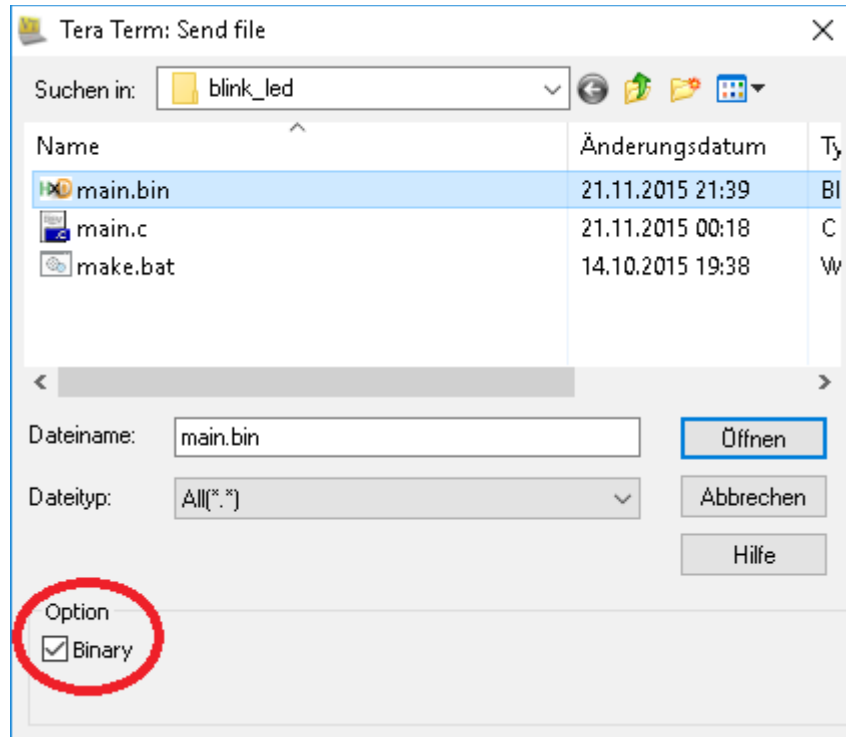 Tera Term: Send file
Suchen in: blink_led
Name Änderungsdatum Ty
main.bin 21.11.2015 21:39 BI
main.c 21.11.2015 00:18 C
make.bat 14.10.2015 19:38 W
Dateiname: main.bin Öffnen
Dateityp: All(*.*) Abbrechen
Hilfe
Option
Binary